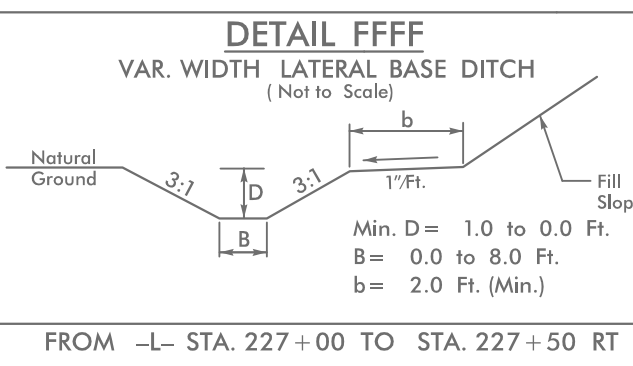 DETAIL FFFF
VAR. WIDTH LATERAL BASE DITCH
( Not to Scale)
b
Natural
Ground
3:1
D
3:1
1"/Ft.
Fill
Slop
B
Min. D = 1.0 to 0.0 Ft.
B = 0.0 to 8.0 Ft.
b = 2.0 Ft. (Min.)
FROM -L- STA. 227+00 TO STA. 227+50 RT